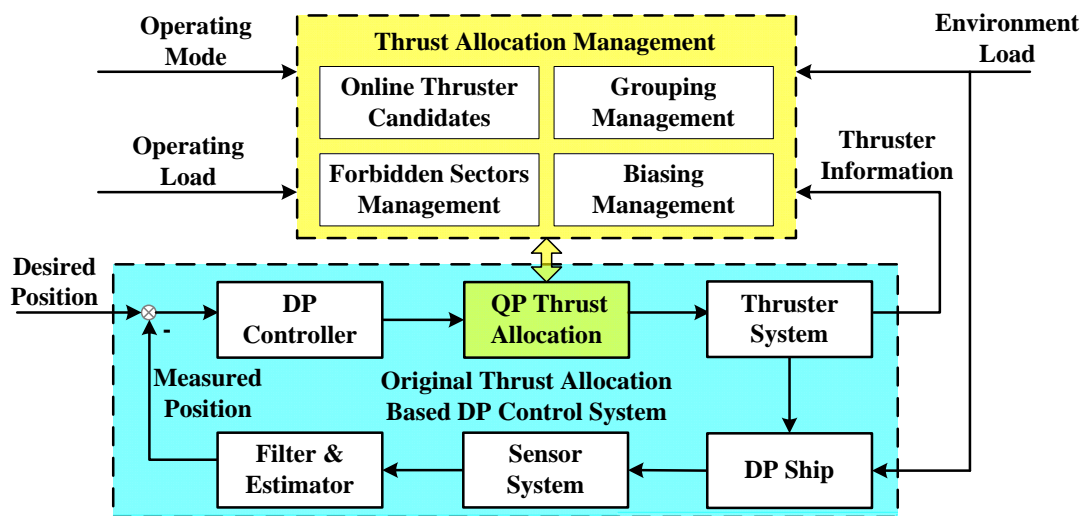 Operating
Mode
Thrust Allocation Management
Environment
Load
Online Thruster
Candidates
Grouping
Management
Operating
Load
Forbidden Sectors
Management
Biasing
Management
Thruster
Information
Desired
Position
-
DP
Controller
QP Thrust
Allocation
Thruster
System
Measured
Position
Original Thrust Allocation
Based DP Control System
Filter &
Estimator
Sensor
System
DP Ship